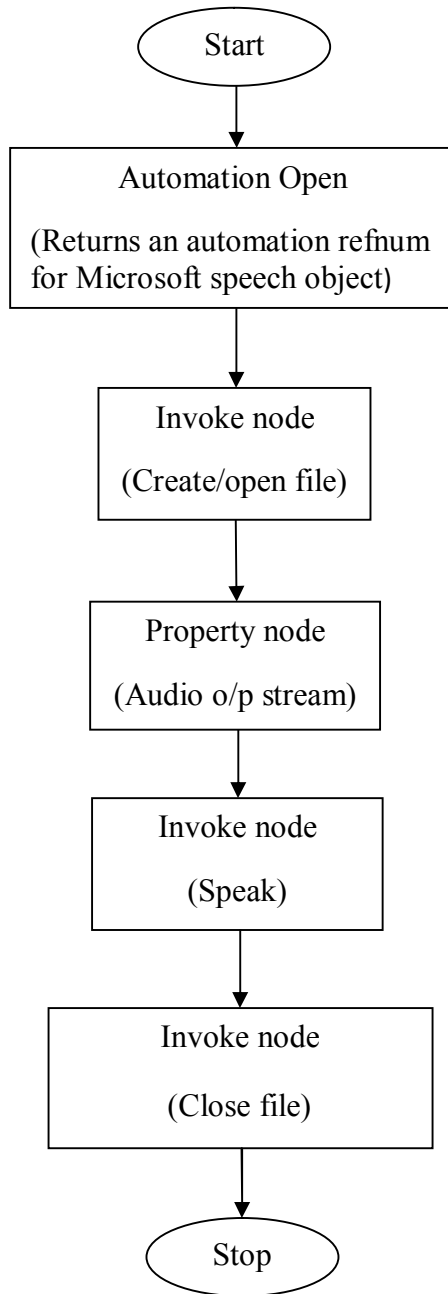 Start
Automation Open
(Returns an automation refnum
for Microsoft speech object)
Invoke node
(Create/open file)
Property node
(Audio o/p stream)
Invoke node
(Speak)
Invoke node
(Close file)
Stop